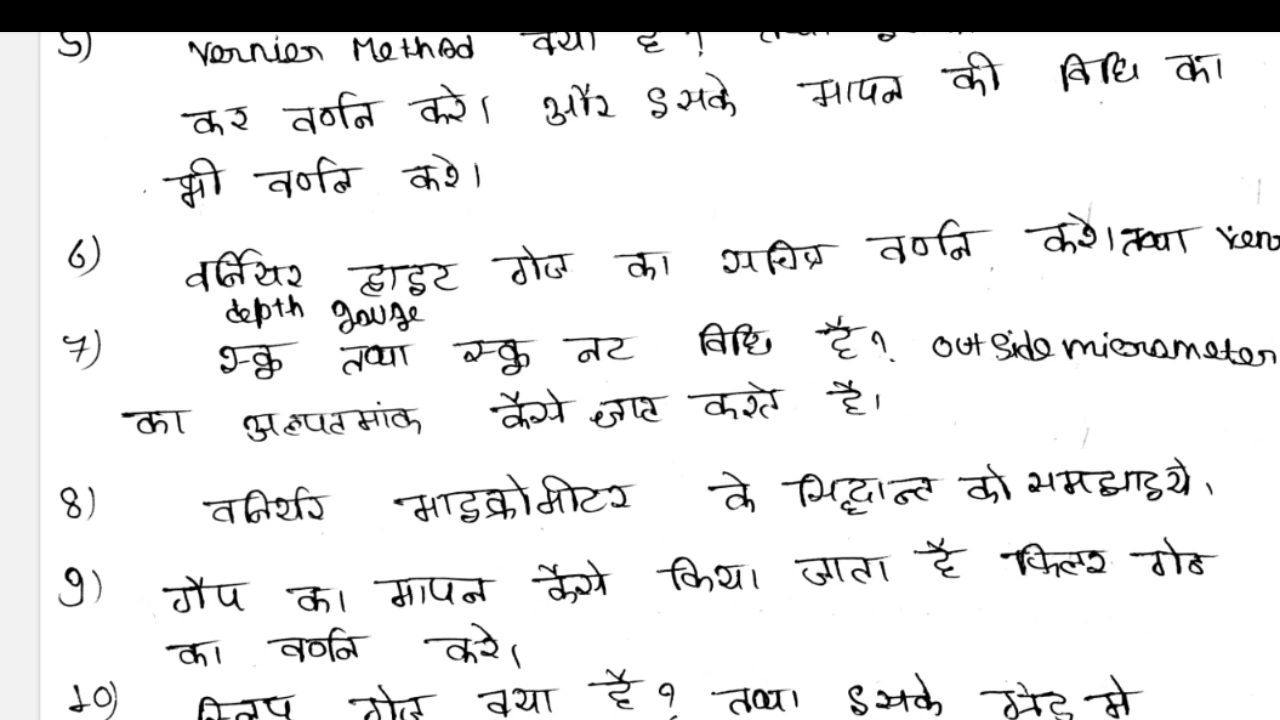 5) Vernier Method क्या है?
कर वर्णन करे। और इसके मापन की विधि का
भी वर्णन करे।
6) वर्नियर हाइट गेज का सचित्र वर्णन करे। तथा
depth gauge
7) स्क्रू तथा स्क्रू नट विधि है? outside micrometer
का अल्पतमांक कैसे ज्ञात करते है।
8) वर्नियर माइक्रोमीटर के सिद्धान्त को समझाइये।
9) गैप का मापन कैसे किया जाता है फिलर गेज
का वर्णन करे।
10) स्लिप गेज क्या है? तथा इसके ग्रेड मे